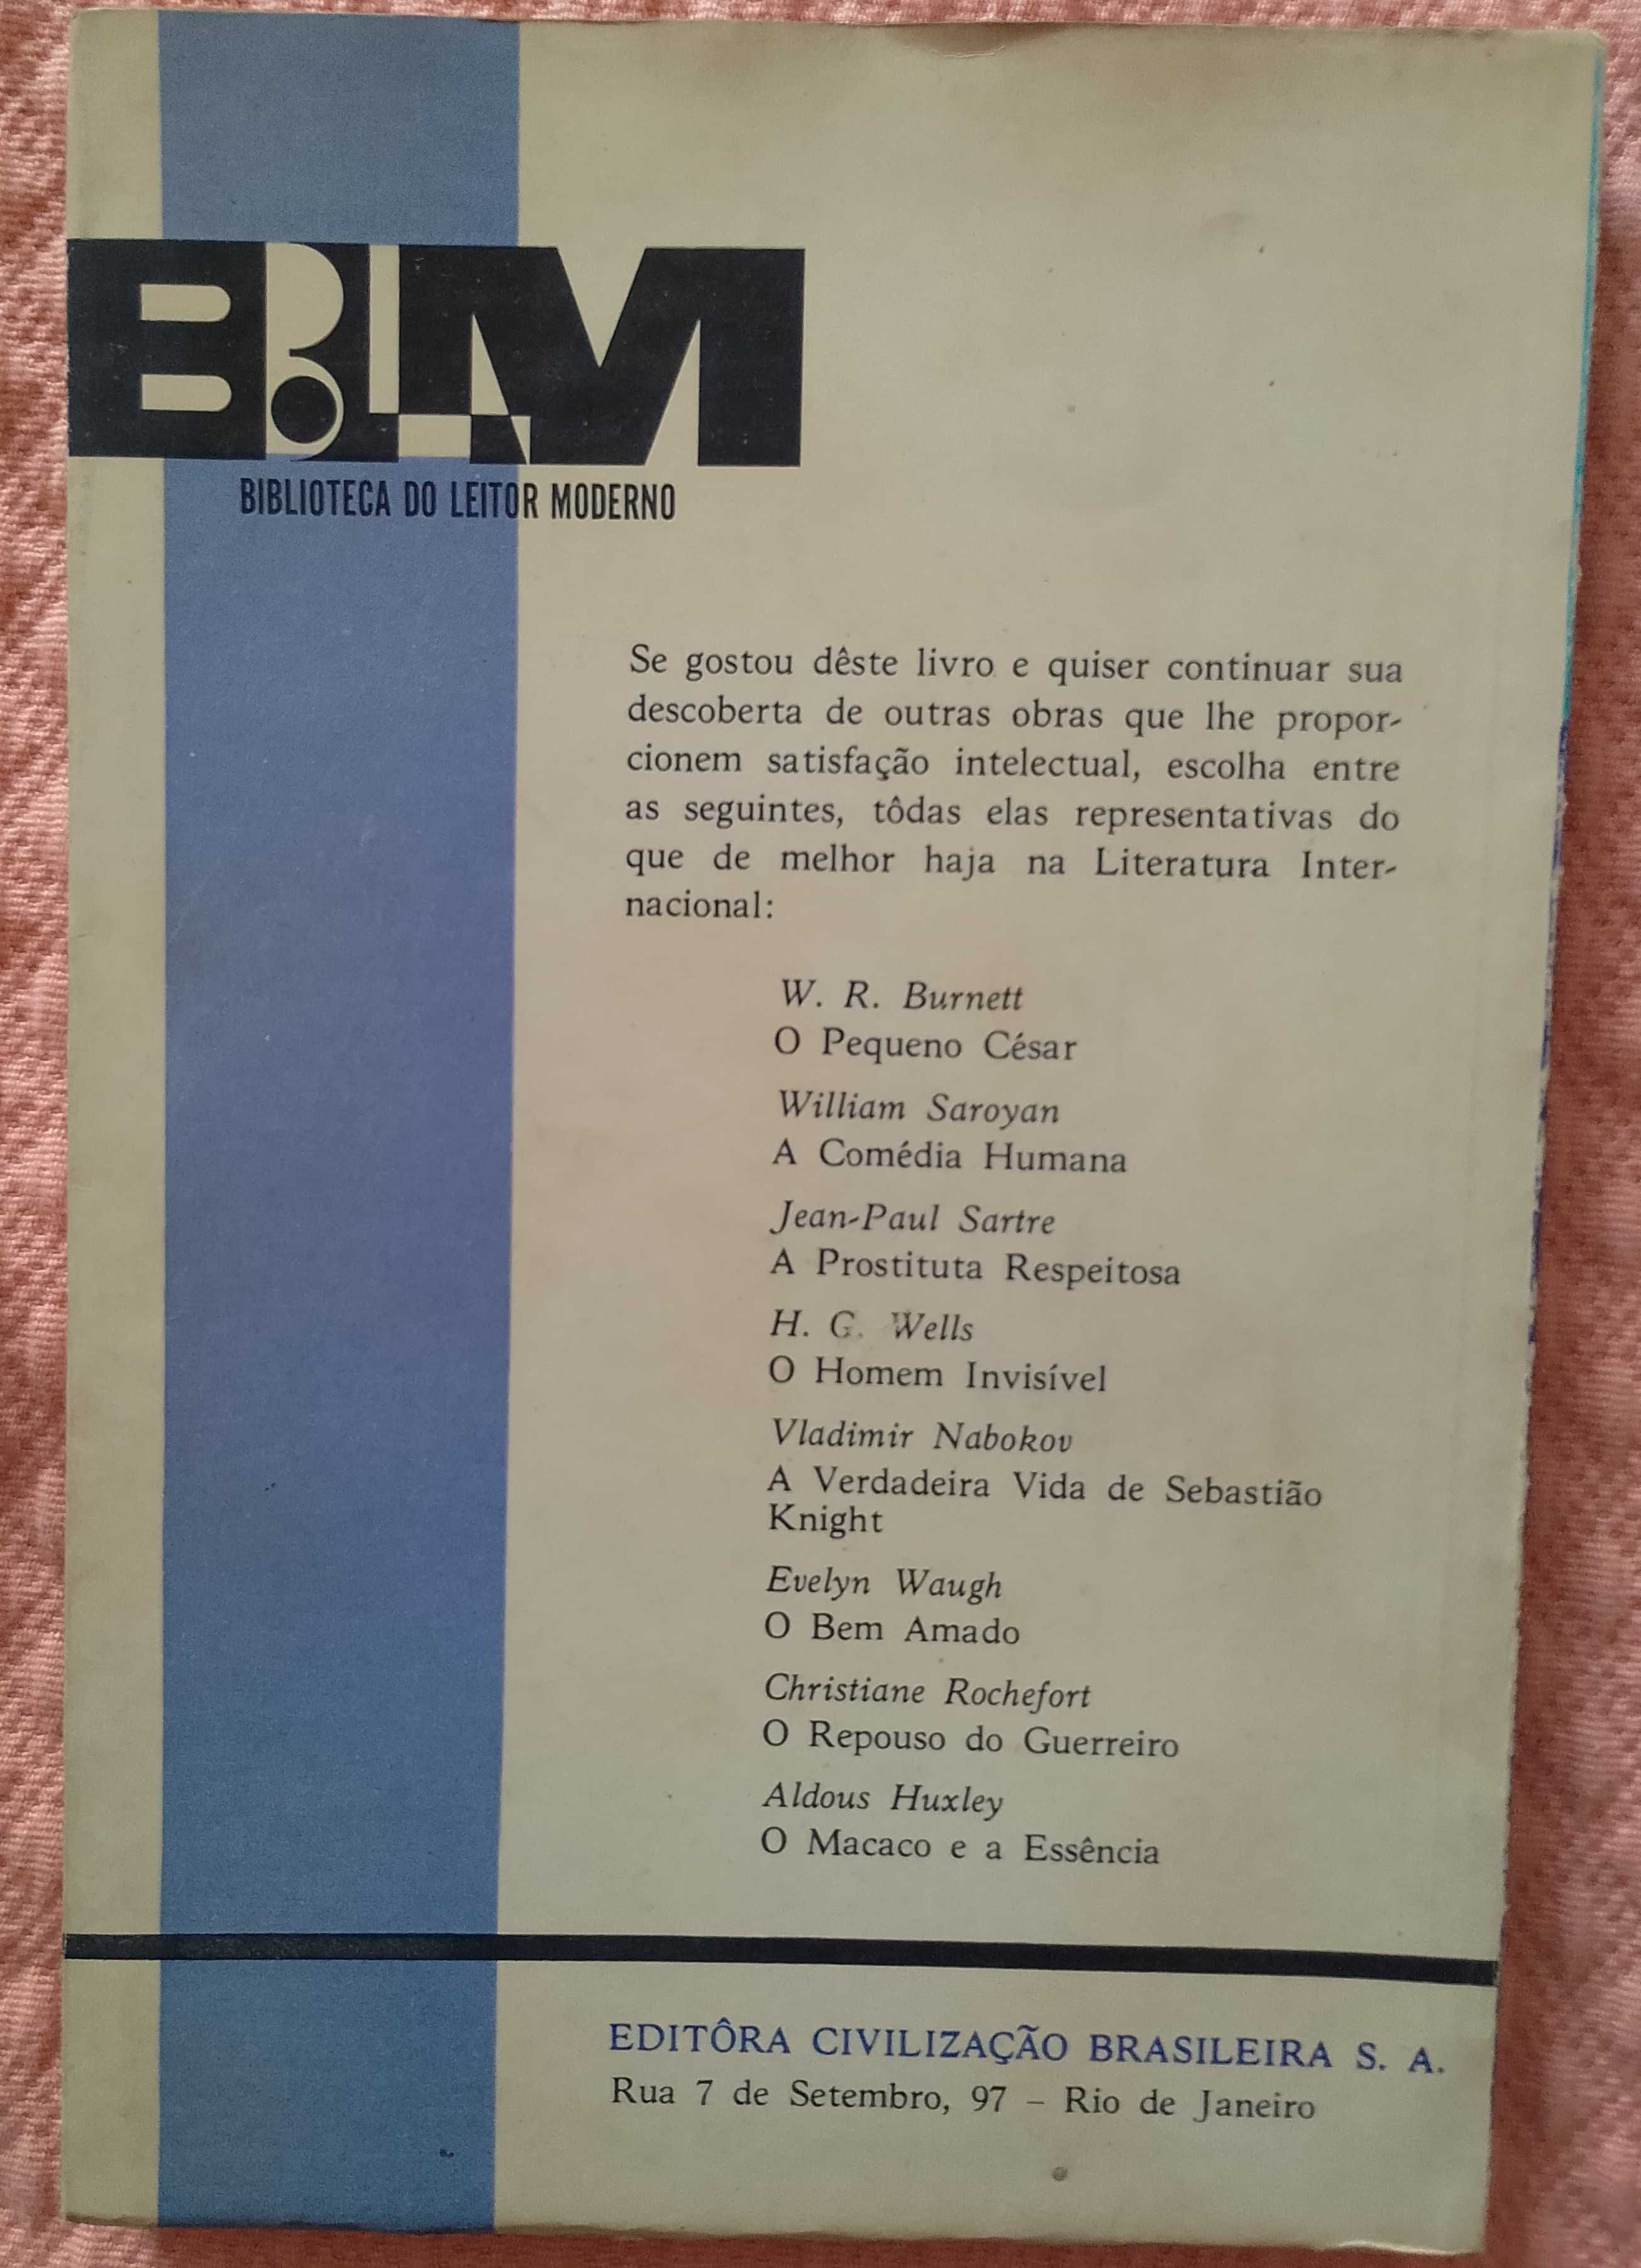 BLM
BIBLIOTECA DO LEITOR MODERNO
Se gostou dêste livro e quiser continuar sua
descoberta de outras obras que lhe propor-
cionem satisfação intelectual, escolha entre
as seguintes, tôdas elas representativas do
que de melhor haja na Literatura Inter-
nacional:
W. R. Burnett
O Pequeno César
William Saroyan
A Comédia Humana
Jean-Paul Sartre
A Prostituta Respeitosa
H. G. Wells
O Homem Invisível
Vladimir Nabokov
A Verdadeira Vida de Sebastião
Knight
Evelyn Waugh
O Bem Amado
Christiane Rochefort
O Repouso do Guerreiro
Aldous Huxley
O Macaco e a Essência
EDITÔRA CIVILIZAÇÃO BRASILEIRA S. A.
Rua 7 de Setembro, 97 – Rio de Janeiro